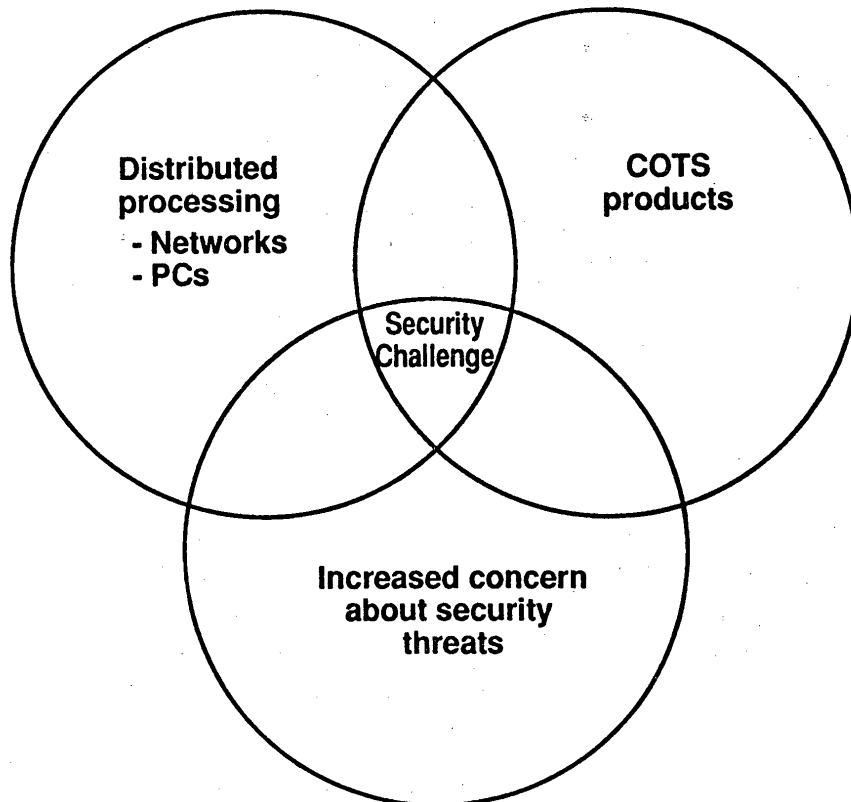 Distributed
processing
- Networks
- PCs
COTS
products
Security
Challenge
Increased concern
about security
threats